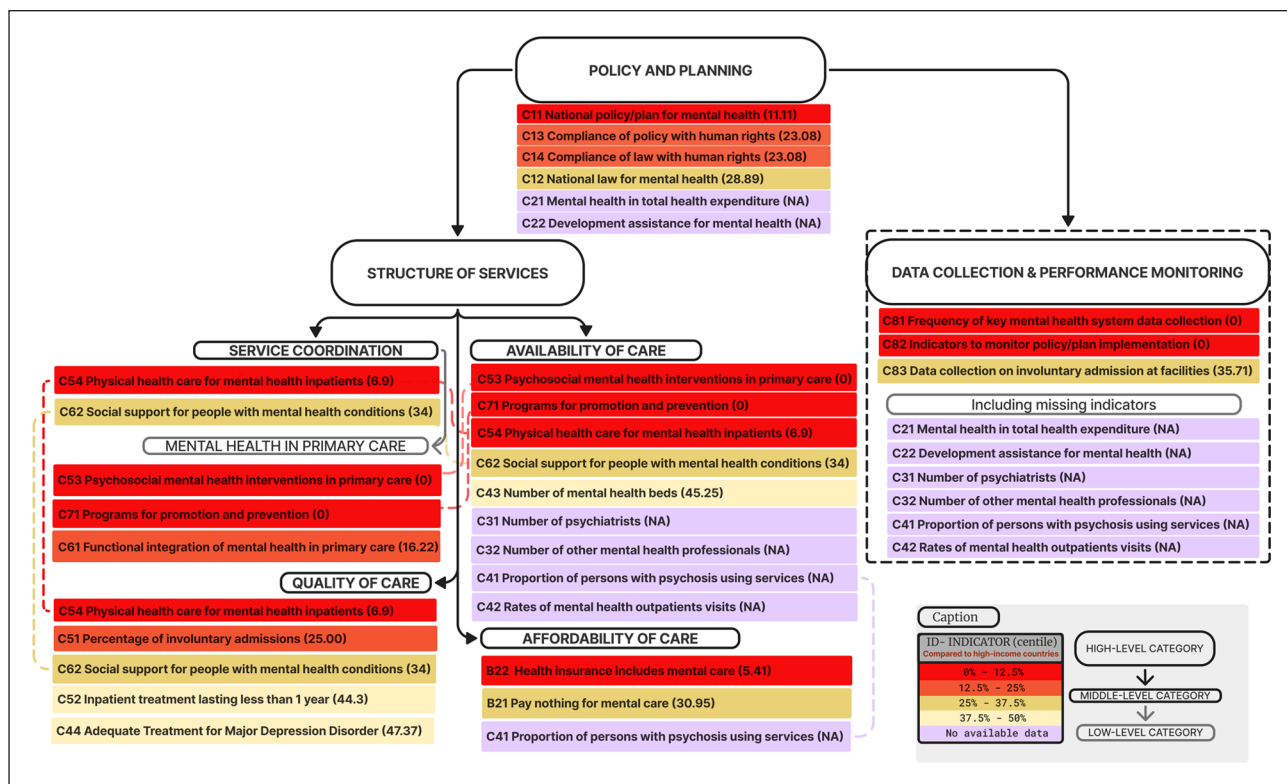 POLICY AND PLANNING
C11 National policy/plan for mental health (11.11)
C13 Compliance of policy with human rights (23.08)
C14 Compliance of law with human rights (23.08)
C12 National law for mental health (28.89)
C21 Mental health in total health expenditure (NA)
C22 Development assistance for mental health (NA)
STRUCTURE OF SERVICES
SERVICE COORDINATION
C54 Physical health care for mental health inpatients (6.9)
C62 Social support for people with mental health conditions (34)
MENTAL HEALTH IN PRIMARY CARE
C53 Psychosocial mental health interventions in primary care (0)
C71 Programs for promotion and prevention (0)
C61 Functional integration of mental health in primary care (16.22)
QUALITY OF CARE
C54 Physical health care for mental health inpatients (6.9)
C51 Percentage of involuntary admissions (25.00)
C62 Social support for people with mental health conditions (34)
C52 Inpatient treatment lasting less than 1 year (44.3)
C44 Adequate Treatment for Major Depression Disorder (47.37)
AVAILABILITY OF CARE
C53 Psychosocial mental health interventions in primary care (0)
C71 Programs for promotion and prevention (0)
C54 Physical health care for mental health inpatients (6.9)
C62 Social support for people with mental health conditions (34)
C43 Number of mental health beds (45.25)
C31 Number of psychiatrists (NA)
C32 Number of other mental health professionals (NA)
C41 Proportion of persons with psychosis using services (NA)
C42 Rates of mental health outpatients visits (NA)
AFFORDABILITY OF CARE
B22 Health insurance includes mental care (5.41)
B21 Pay nothing for mental care (30.95)
C41 Proportion of persons with psychosis using services (NA)
DATA COLLECTION & PERFORMANCE MONITORING
C81 Frequency of key mental health system data collection (0)
C82 Indicators to monitor policy/plan implementation (0)
C83 Data collection on involuntary admission at facilities (35.71)
Including missing indicators
C21 Mental health in total health expenditure (NA)
C22 Development assistance for mental health (NA)
C31 Number of psychiatrists (NA)
C32 Number of other mental health professionals (NA)
C41 Proportion of persons with psychosis using services (NA)
C42 Rates of mental health outpatients visits (NA)
Caption
ID- INDICATOR (centile)
Compared to high-income countries
0% - 12.5%
12.5% - 25%
25% - 37.5%
37.5% - 50%
No available data
HIGH-LEVEL CATEGORY
MIDDLE-LEVEL CATEGORY
LOW-LEVEL CATEGORY